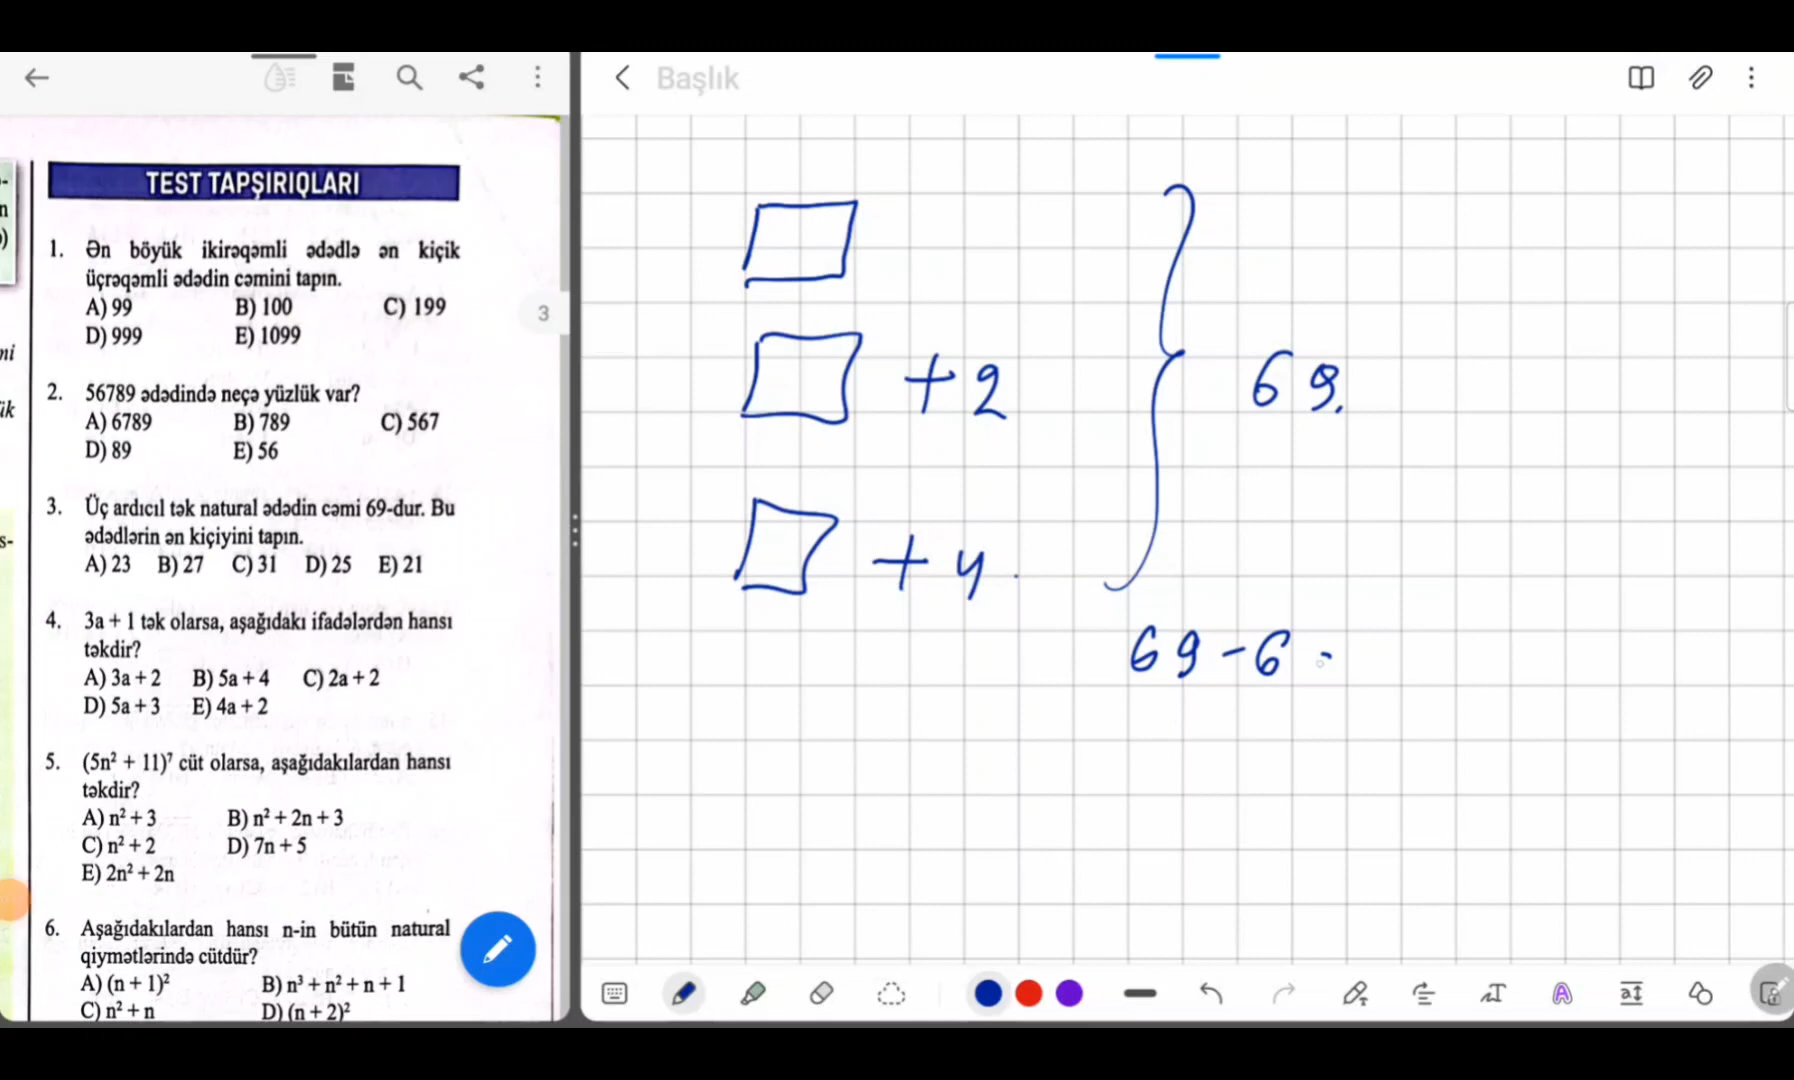 Başlık
TEST TAPŞIRIQLARI
1. Ən böyük ikirəqəmli ədədlə ən kiçik
üçrəqəmli ədədin cəmini tapın.
A) 99 B) 100 C) 199
D) 999 E) 1099
3
2. 56789 ədədində neçə yüzlük var?
A) 6789 B) 789 C) 567
D) 89 E) 56
3. Üç ardıcıl tək natural ədədin cəmi 69-dur. Bu
ədədlərin ən kiçiyini tapın.
A) 23 B) 27 C) 31 D) 25 E) 21
4. 3a + 1 tək olarsa, aşağıdakı ifadələrdən hansı
təkdir?
A) 3a + 2 B) 5a + 4 C) 2a + 2
D) 5a + 3 E) 4a + 2
5. (5n² + 11)⁷ cüt olarsa, aşağıdakılardan hansı
təkdir?
A) n² + 3 B) n² + 2n + 3
C) n² + 2 D) 7n + 5
E) 2n² + 2n
6. Aşağıdakılardan hansı n-in bütün natural
qiymətlərində cütdür?
A) (n + 1)² B) n³ + n² + n + 1
C) n² + n D) (n + 2)²
+ 2
69.
+ 4.
69 - 6